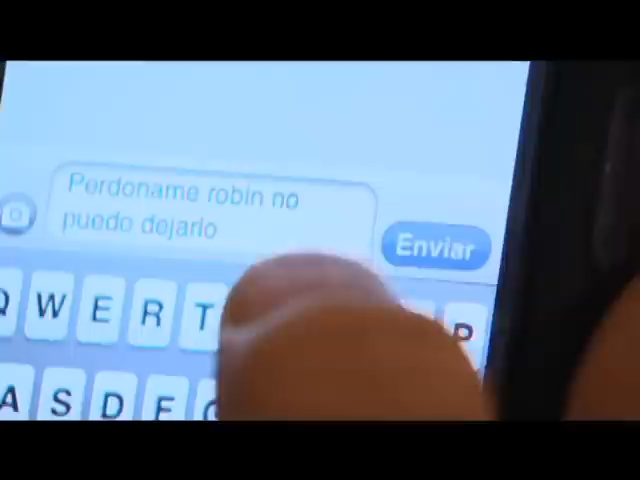 Perdoname robin no
puedo dejarlo
Enviar
Q W E R T P
A S D F